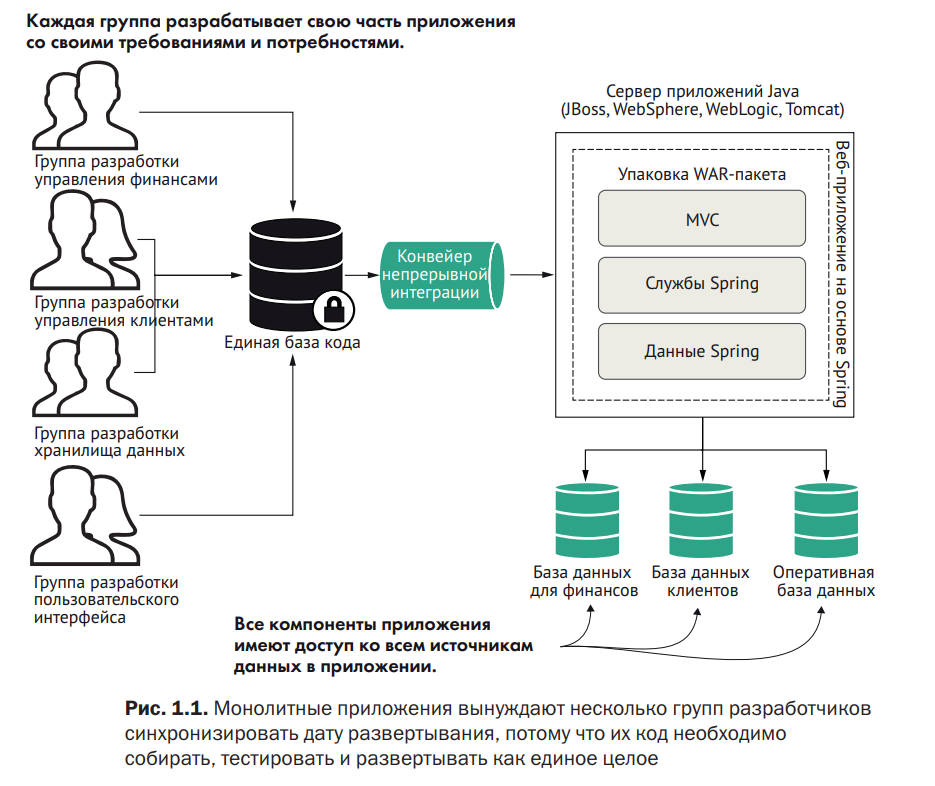 Каждая группа разрабатывает свою часть приложения
со своими требованиями и потребностями.
Группа разработки
управления финансами
Группа разработки
управления клиентами
Группа разработки
хранилища данных
Группа разработки
пользовательского
интерфейса
Единая база кода
Конвейер
непрерывной
интеграции
Сервер приложений Java
(JBoss, WebSphere, WebLogic, Tomcat)
Упаковка WAR-пакета
MVC
Службы Spring
Данные Spring
Веб-приложение на основе Spring
База данных
для финансов
База данных
клиентов
Оперативная
база данных
Все компоненты приложения
имеют доступ ко всем источникам
данных в приложении.
Рис. 1.1. Монолитные приложения вынуждают несколько групп разработчиков
синхронизировать дату развертывания, потому что их код необходимо
собирать, тестировать и развертывать как единое целое